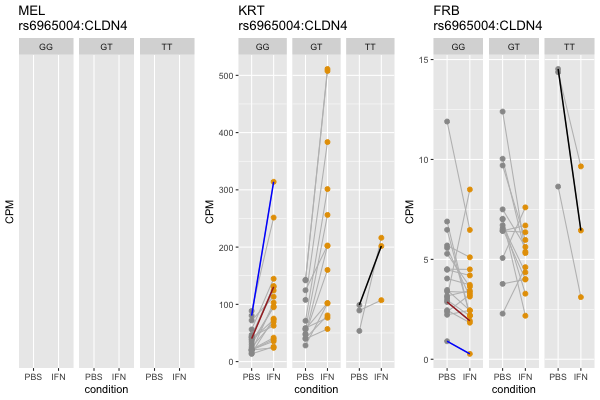 MEL
rs6965004:CLDN4
GG GT TT
PBS IFN PBS IFN PBS IFN
KRT
rs6965004:CLDN4
GG GT TT
CPM
500
400
300
200
100
0
PBS IFN PBS IFN PBS IFN
condition
FRB
rs6965004:CLDN4
GG GT TT
CPM
15
10
5
0
PBS IFN PBS IFN PBS IFN
condition